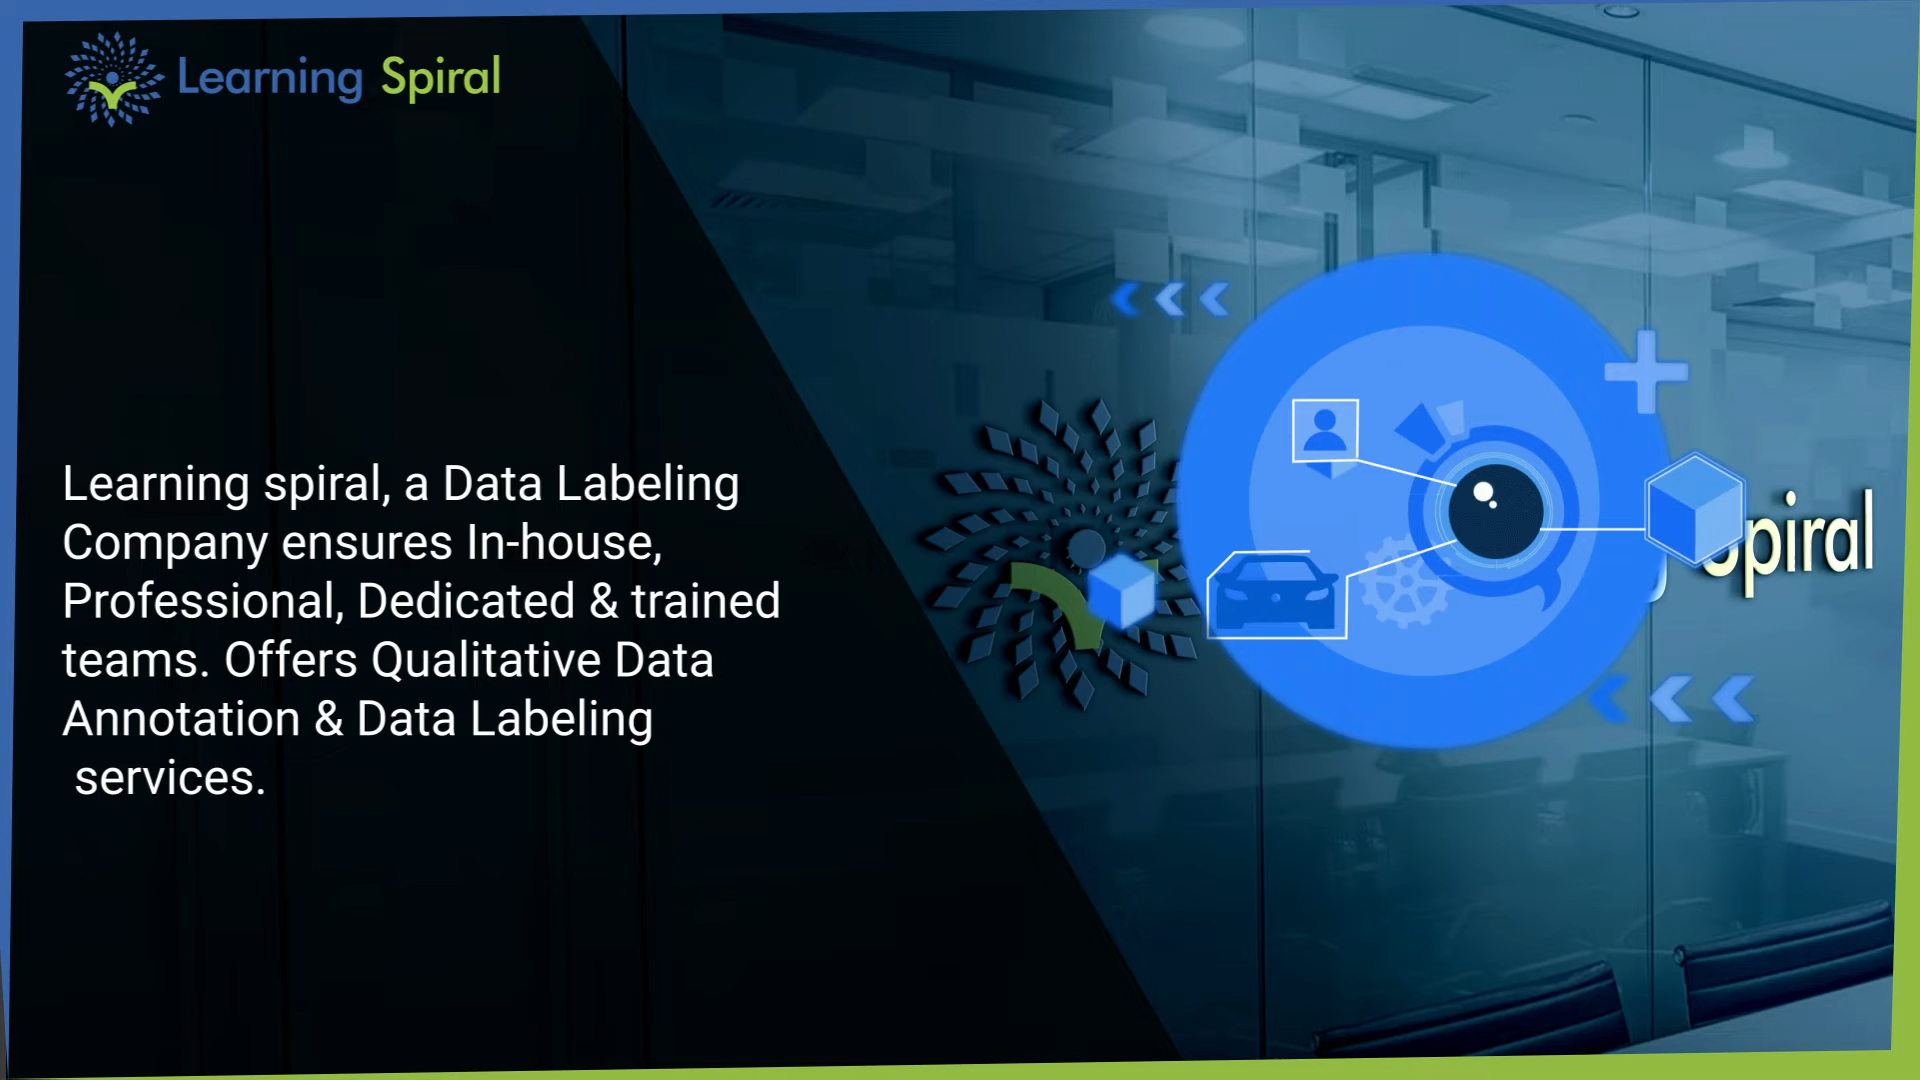 Learning Spiral
Learning spiral, a Data Labeling
Company ensures In-house,
Professional, Dedicated & trained
teams. Offers Qualitative Data
Annotation & Data Labeling
services.
Spiral